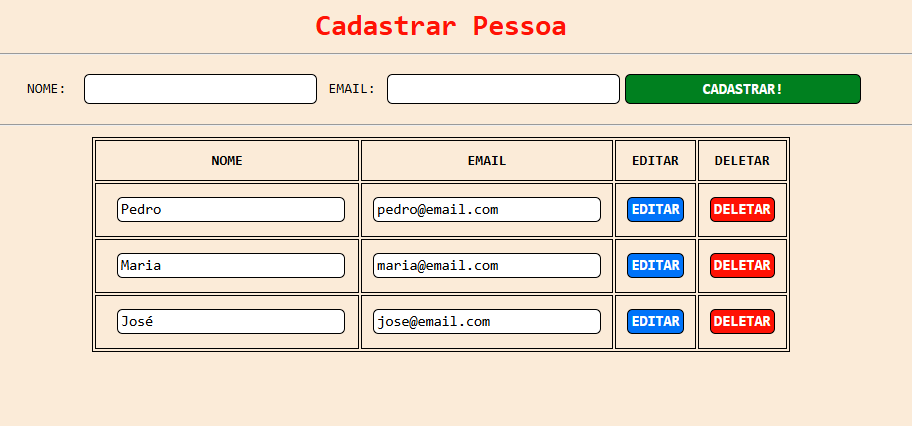 Cadastrar Pessoa
NOME: EMAIL: CADASTRAR!
NOME EMAIL EDITAR DELETAR
Pedro pedro@email.com EDITAR DELETAR
Maria maria@email.com EDITAR DELETAR
José jose@email.com EDITAR DELETAR